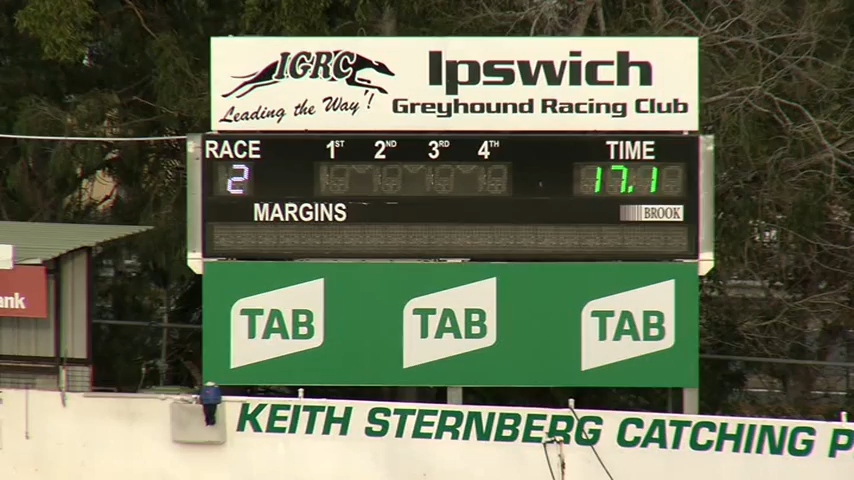 IGRC
Leading the Way'!
Ipswich
Greyhound Racing Club
RACE 1ST 2ND 3RD 4TH TIME
2 17.1
MARGINS BROOK
TAB TAB TAB
nk
KEITH STERNBERG CATCHING P